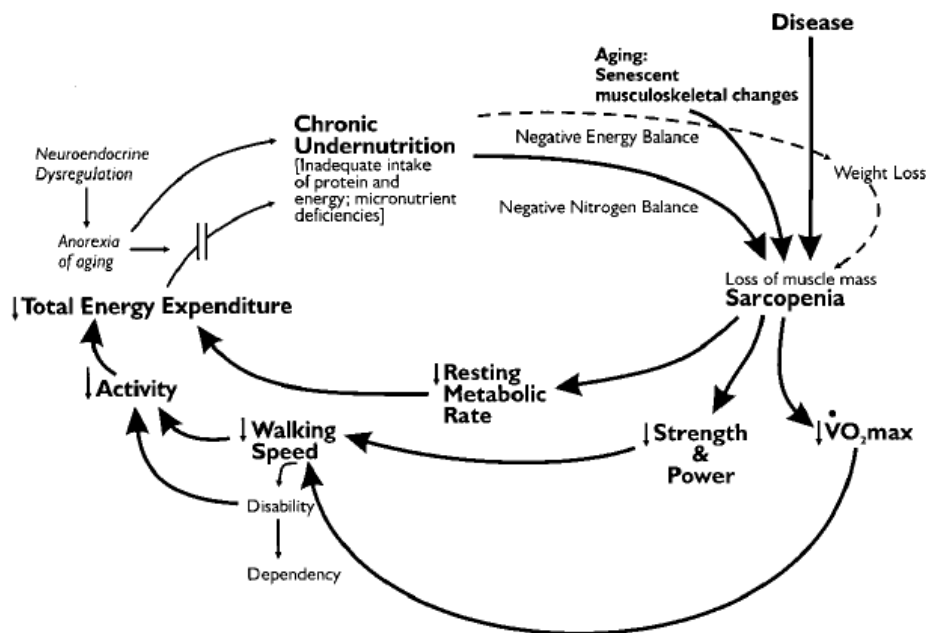 Disease
Aging:
Senescent
musculoskeletal changes
Chronic
Undernutrition
[Inadequate intake
of protein and
energy; micronutrient
deficiencies]
Negative Energy Balance
Neuroendocrine
Dysregulation
Weight Loss
Negative Nitrogen Balance
Anorexia
of aging
Loss of muscle mass
Sarcopenia
↓Total Energy Expenditure
↓Resting
Metabolic
Rate
↓Activity
↓Walking
Speed
↓Strength
&
Power
↓V̇O₂max
Disability
Dependency